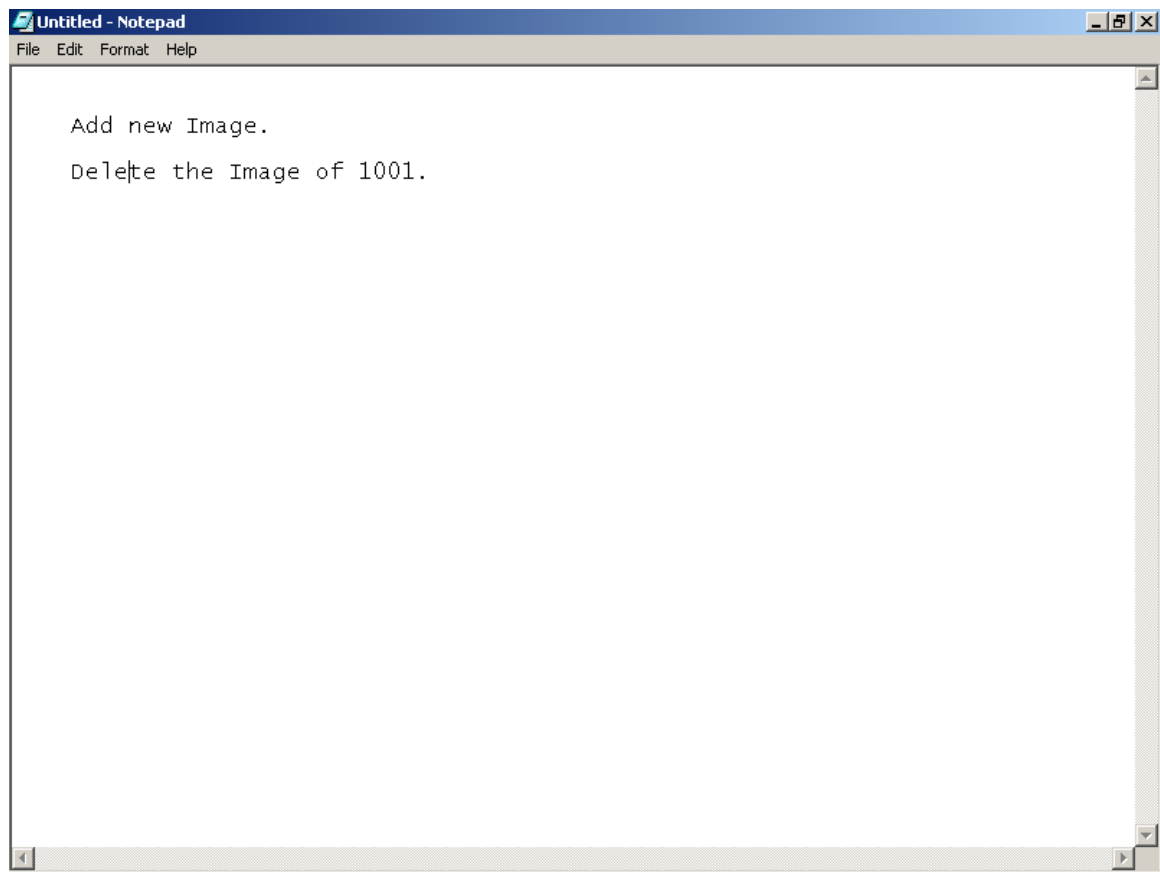 Untitled - Notepad
File Edit Format Help
Add new Image.
Delete the Image of 1001.